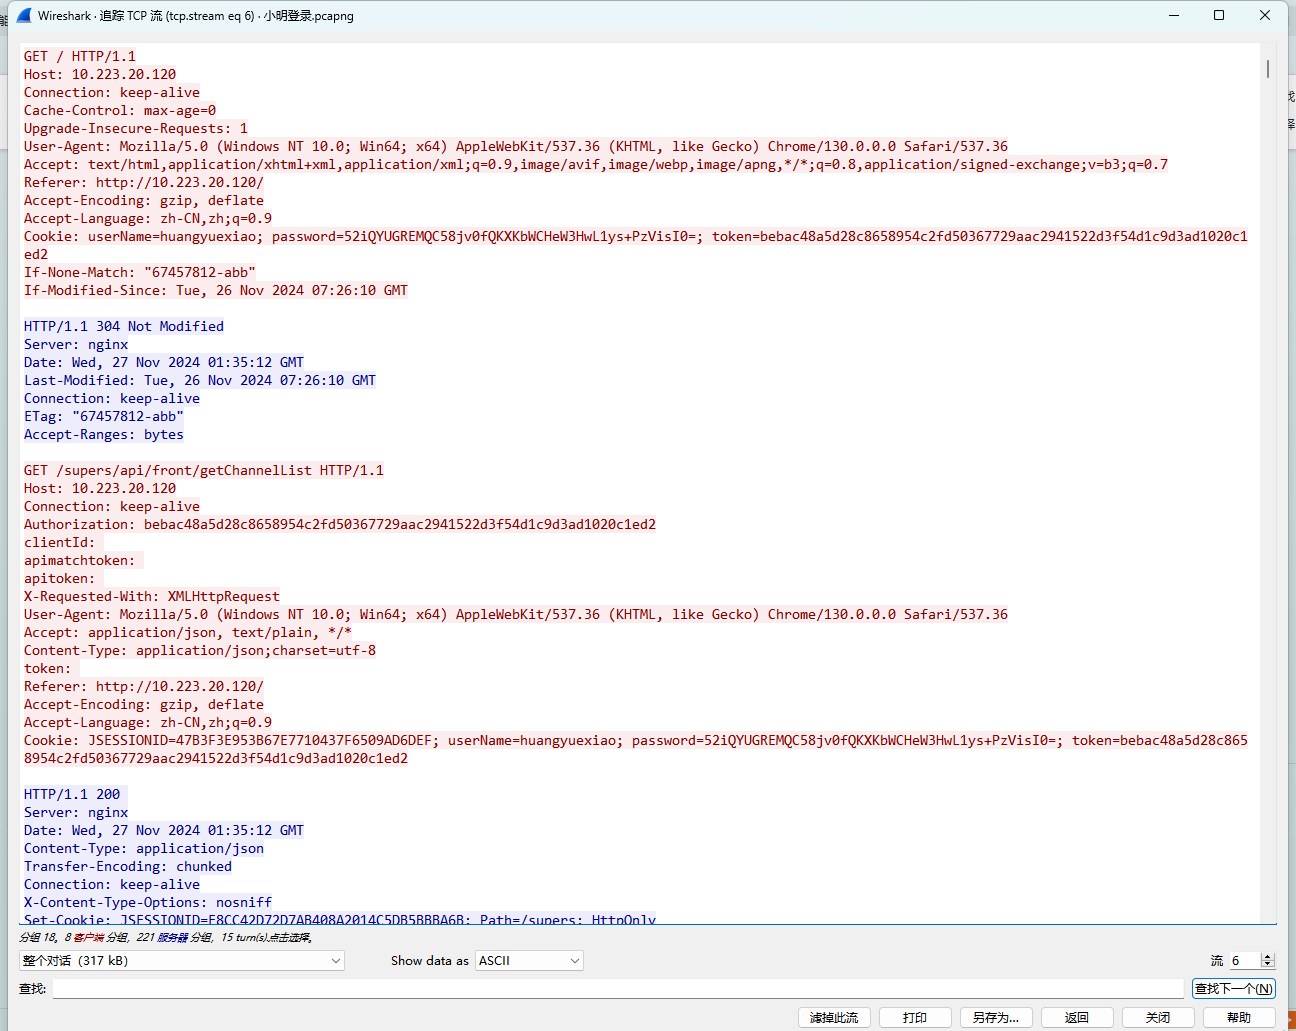 Wireshark · 追踪 TCP 流 (tcp.stream eq 6) · 小明登录.pcapng
GET / HTTP/1.1
Host: 10.223.20.120
Connection: keep-alive
Cache-Control: max-age=0
Upgrade-Insecure-Requests: 1
User-Agent: Mozilla/5.0 (Windows NT 10.0; Win64; x64) AppleWebKit/537.36 (KHTML, like Gecko) Chrome/130.0.0.0 Safari/537.36
Accept: text/html,application/xhtml+xml,application/xml;q=0.9,image/avif,image/webp,image/apng,*/*;q=0.8,application/signed-exchange;v=b3;q=0.7
Referer: http://10.223.20.120/
Accept-Encoding: gzip, deflate
Accept-Language: zh-CN,zh;q=0.9
Cookie: userName=huangyuexiao; password=52iQYUGREMQC58jv0fQKXKbWCHeW3HwL1ys+PzVisI0=; token=bebac48a5d28c8658954c2fd50367729aac2941522d3f54d1c9d3ad1020c1
ed2
If-None-Match: "67457812-abb"
If-Modified-Since: Tue, 26 Nov 2024 07:26:10 GMT
HTTP/1.1 304 Not Modified
Server: nginx
Date: Wed, 27 Nov 2024 01:35:12 GMT
Last-Modified: Tue, 26 Nov 2024 07:26:10 GMT
Connection: keep-alive
ETag: "67457812-abb"
Accept-Ranges: bytes
GET /supers/api/front/getChannelList HTTP/1.1
Host: 10.223.20.120
Connection: keep-alive
Authorization: bebac48a5d28c8658954c2fd50367729aac2941522d3f54d1c9d3ad1020c1ed2
clientId:
apimatchtoken:
apitoken:
X-Requested-With: XMLHttpRequest
User-Agent: Mozilla/5.0 (Windows NT 10.0; Win64; x64) AppleWebKit/537.36 (KHTML, like Gecko) Chrome/130.0.0.0 Safari/537.36
Accept: application/json, text/plain, */*
Content-Type: application/json;charset=utf-8
token:
Referer: http://10.223.20.120/
Accept-Encoding: gzip, deflate
Accept-Language: zh-CN,zh;q=0.9
Cookie: JSESSIONID=47B3F3E953B67E7710437F6509AD6DEF; userName=huangyuexiao; password=52iQYUGREMQC58jv0fQKXKbWCHeW3HwL1ys+PzVisI0=; token=bebac48a5d28c865
8954c2fd50367729aac2941522d3f54d1c9d3ad1020c1ed2
HTTP/1.1 200
Server: nginx
Date: Wed, 27 Nov 2024 01:35:12 GMT
Content-Type: application/json
Transfer-Encoding: chunked
Connection: keep-alive
X-Content-Type-Options: nosniff
Set-Cookie: JSESSIONID=E8CC42D72D7AB408A2014C5DB5BBBA6B; Path=/supers; HttpOnly
分组 18。8 客户端 分组，221 服务器 分组，15 turn(s).点击选择。
整个对话 (317 kB) Show data as ASCII 流 6
查找: 查找下一个(N)
滤掉此流 打印 另存为... 返回 关闭 帮助